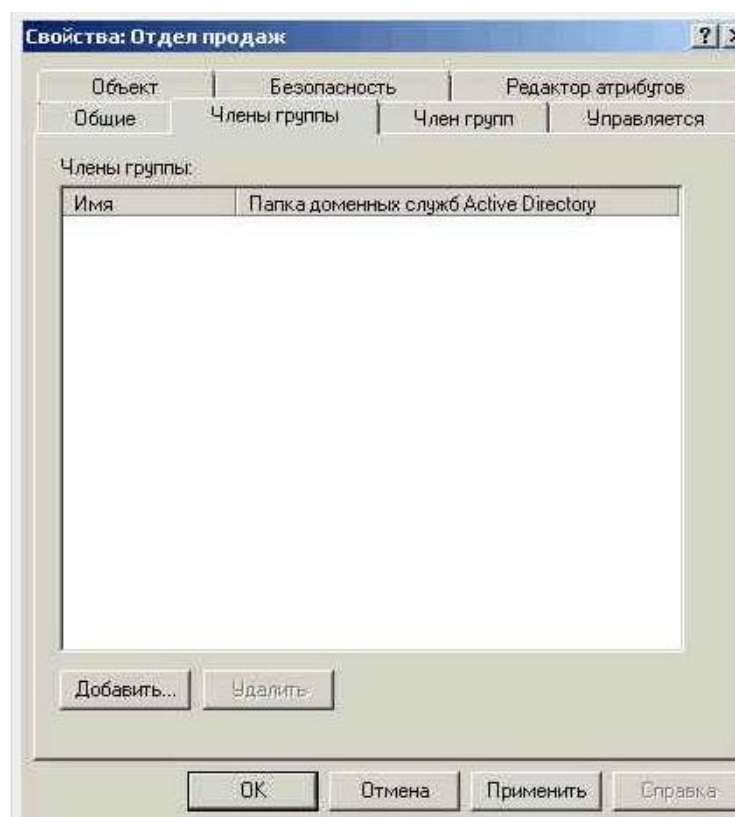 Свойства: Отдел продаж
Объект Безопасность Редактор атрибутов
Общие Члены группы Член групп Управляется
Члены группы:
Имя Папка доменных служб Active Directory
Добавить... Удалить
ОК Отмена Применить Справка